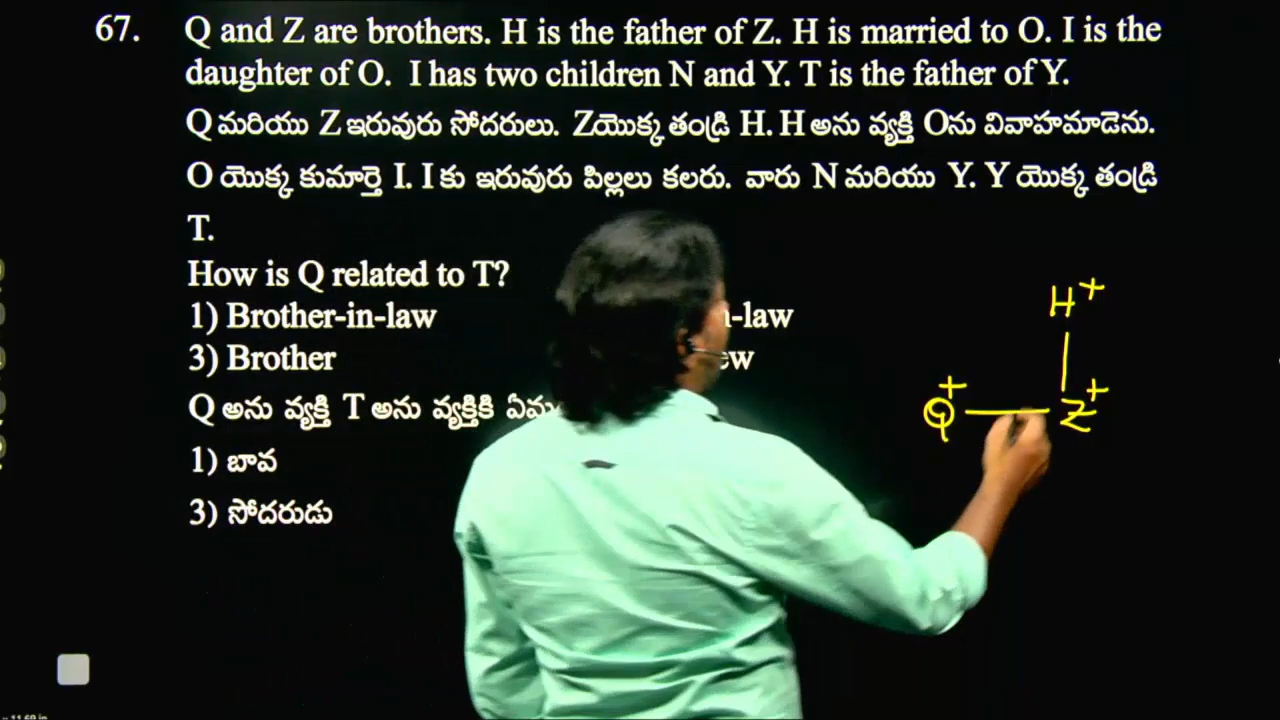 67. Q and Z are brothers. H is the father of Z. H is married to O. I is the
daughter of O. I has two children N and Y. T is the father of Y.
Q మరియు Z ఇరువురు సోదరులు. Zయొక్క తండ్రి H. H అను వ్యక్తి Oను వివాహమాడెను.
O యొక్క కుమార్తె I. I కు ఇరువురు పిల్లలు కలరు. వారు N మరియు Y. Y యొక్క తండ్రి
T.
How is Q related to T?
1) Brother-in-law
3) Brother
Q అను వ్యక్తి T అను వ్యక్తికి
1) బావ
3) సోదరుడు
H+
Q+ Z+